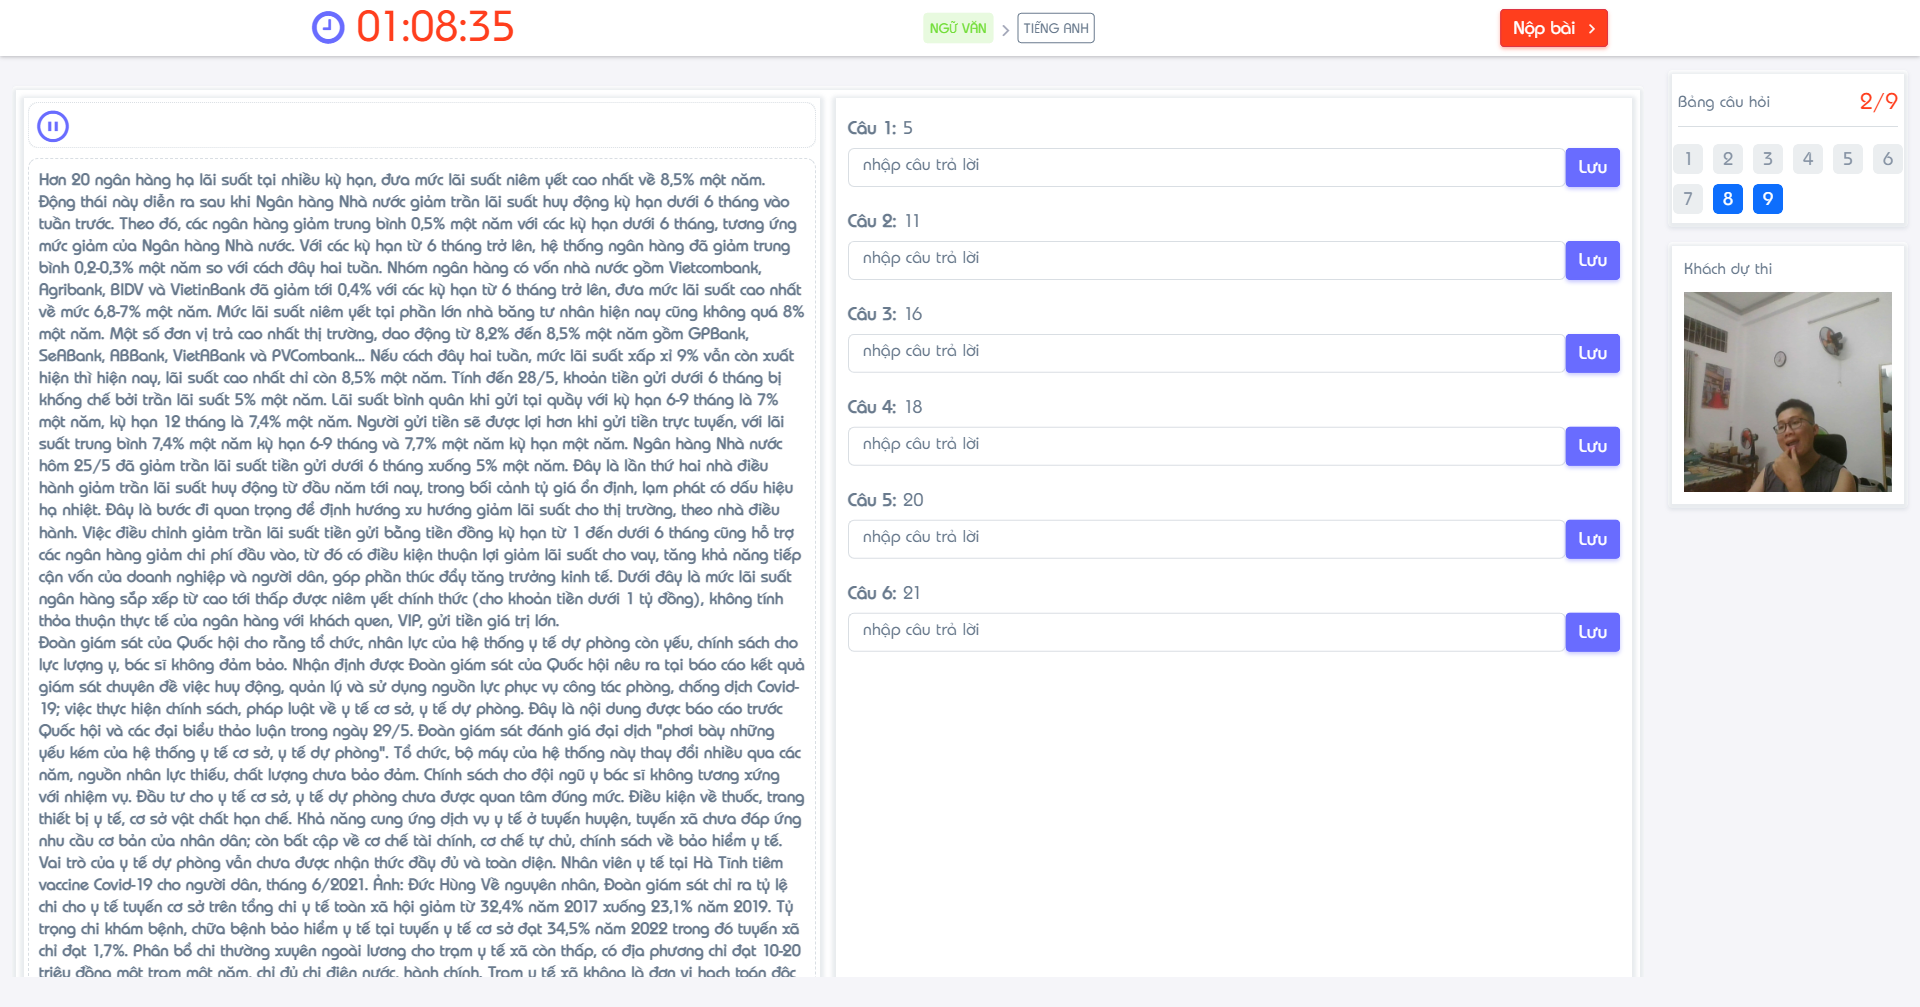 01:08:35
NGỮ VĂN
TIẾNG ANH
Nộp bài
Hơn 20 ngân hàng hạ lãi suất tại nhiều kỳ hạn, đưa mức lãi suất niêm yết cao nhất về 8,5% một năm.
Động thái này diễn ra sau khi Ngân hàng Nhà nước giảm trần lãi suất huy động kỳ hạn dưới 6 tháng vào
tuần trước. Theo đó, các ngân hàng giảm trung bình 0,5% một năm với các kỳ hạn dưới 6 tháng, tương ứng
mức giảm của Ngân hàng Nhà nước. Với các kỳ hạn từ 6 tháng trở lên, hệ thống ngân hàng đã giảm trung
bình 0,2-0,3% một năm so với cách đây hai tuần. Nhóm ngân hàng có vốn nhà nước gồm Vietcombank,
Agribank, BIDV và VietinBank đã giảm tới 0,4% với các kỳ hạn từ 6 tháng trở lên, đưa mức lãi suất cao nhất
về mức 6,8-7% một năm. Mức lãi suất niêm yết tại phần lớn nhà băng tư nhân hiện nay cũng không quá 8%
một năm. Một số đơn vị trả cao nhất thị trường, dao động từ 8,2% đến 8,5% một năm gồm GPBank,
SeABank, ABBank, VietABank và PVCombank... Nếu cách đây hai tuần, mức lãi suất xấp xỉ 9% vẫn còn xuất
hiện thì hiện nay, lãi suất cao nhất chỉ còn 8,5% một năm. Tính đến 28/5, khoản tiền gửi dưới 6 tháng bị
khống chế bởi trần lãi suất 5% một năm. Lãi suất bình quân khi gửi tại quầy với kỳ hạn 6-9 tháng là 7%
một năm, kỳ hạn 12 tháng là 7,4% một năm. Người gửi tiền sẽ được lợi hơn khi gửi tiền trực tuyến, với lãi
suất trung bình 7,4% một năm kỳ hạn 6-9 tháng và 7,7% một năm kỳ hạn một năm. Ngân hàng Nhà nước
hôm 25/5 đã giảm trần lãi suất tiền gửi dưới 6 tháng xuống 5% một năm. Đây là lần thứ hai nhà điều
hành giảm trần lãi suất huy động từ đầu năm tới nay, trong bối cảnh tỷ giá ổn định, lạm phát có dấu hiệu
hạ nhiệt. Đây là bước đi quan trọng để định hướng xu hướng giảm lãi suất cho thị trường, theo nhà điều
hành. Việc điều chỉnh giảm trần lãi suất tiền gửi bằng tiền đồng kỳ hạn từ 1 đến dưới 6 tháng cũng hỗ trợ
các ngân hàng giảm chi phí đầu vào, từ đó có điều kiện thuận lợi giảm lãi suất cho vay, tăng khả năng tiếp
cận vốn của doanh nghiệp và người dân, góp phần thúc đẩy tăng trưởng kinh tế. Dưới đây là mức lãi suất
ngân hàng sắp xếp từ cao tới thấp được niêm yết chính thức (cho khoản tiền dưới 1 tỷ đồng), không tính
thỏa thuận thực tế của ngân hàng với khách quen, VIP, gửi tiền giá trị lớn.
Đoàn giám sát của Quốc hội cho rằng tổ chức, nhân lực của hệ thống y tế dự phòng còn yếu, chính sách cho
lực lượng y, bác sĩ không đảm bảo. Nhận định được Đoàn giám sát của Quốc hội nêu ra tại báo cáo kết quả
giám sát chuyên đề việc huy động, quản lý và sử dụng nguồn lực phục vụ công tác phòng, chống dịch Covid-
19; việc thực hiện chính sách, pháp luật về y tế cơ sở, y tế dự phòng. Đây là nội dung được báo cáo trước
Quốc hội và các đại biểu thảo luận trong ngày 29/5. Đoàn giám sát đánh giá đại dịch "phơi bày những
yếu kém của hệ thống y tế cơ sở, y tế dự phòng". Tổ chức, bộ máy của hệ thống này thay đổi nhiều qua các
năm, nguồn nhân lực thiếu, chất lượng chưa bảo đảm. Chính sách cho đội ngũ y bác sĩ không tương xứng
với nhiệm vụ. Đầu tư cho y tế cơ sở, y tế dự phòng chưa được quan tâm đúng mức. Điều kiện về thuốc, trang
thiết bị y tế, cơ sở vật chất hạn chế. Khả năng cung ứng dịch vụ y tế ở tuyến huyện, tuyến xã chưa đáp ứng
nhu cầu cơ bản của nhân dân; còn bất cập về cơ chế tài chính, cơ chế tự chủ, chính sách về bảo hiểm y tế.
Vai trò của y tế dự phòng vẫn chưa được nhận thức đầy đủ và toàn diện. Nhân viên y tế tại Hà Tĩnh tiêm
vaccine Covid-19 cho người dân, tháng 6/2021. Ảnh: Đức Hùng Về nguyên nhân, Đoàn giám sát chỉ ra tỷ lệ
chi cho y tế tuyến cơ sở trên tổng chi y tế toàn xã hội giảm từ 32,4% năm 2017 xuống 23,1% năm 2019. Tỷ
trọng chi khám bệnh, chữa bệnh bảo hiểm y tế tại tuyến y tế cơ sở đạt 34,5% năm 2022 trong đó tuyến xã
chỉ đạt 1,7%. Phân bổ chi thường xuyên ngoài lương cho trạm y tế xã còn thấp, có địa phương chỉ đạt 10-20
triệu đồng một trạm một năm, chỉ đủ chi điện nước, hành chính. Trạm y tế xã không là đơn vị hạch toán độc
Câu 1: 5
nhập câu trả lời
Lưu
Câu 2: 11
nhập câu trả lời
Lưu
Câu 3: 16
nhập câu trả lời
Lưu
Câu 4: 18
nhập câu trả lời
Lưu
Câu 5: 20
nhập câu trả lời
Lưu
Câu 6: 21
nhập câu trả lời
Lưu
Bảng câu hỏi
2/9
1 2 3 4 5 6
7 8 9
Khách dự thi